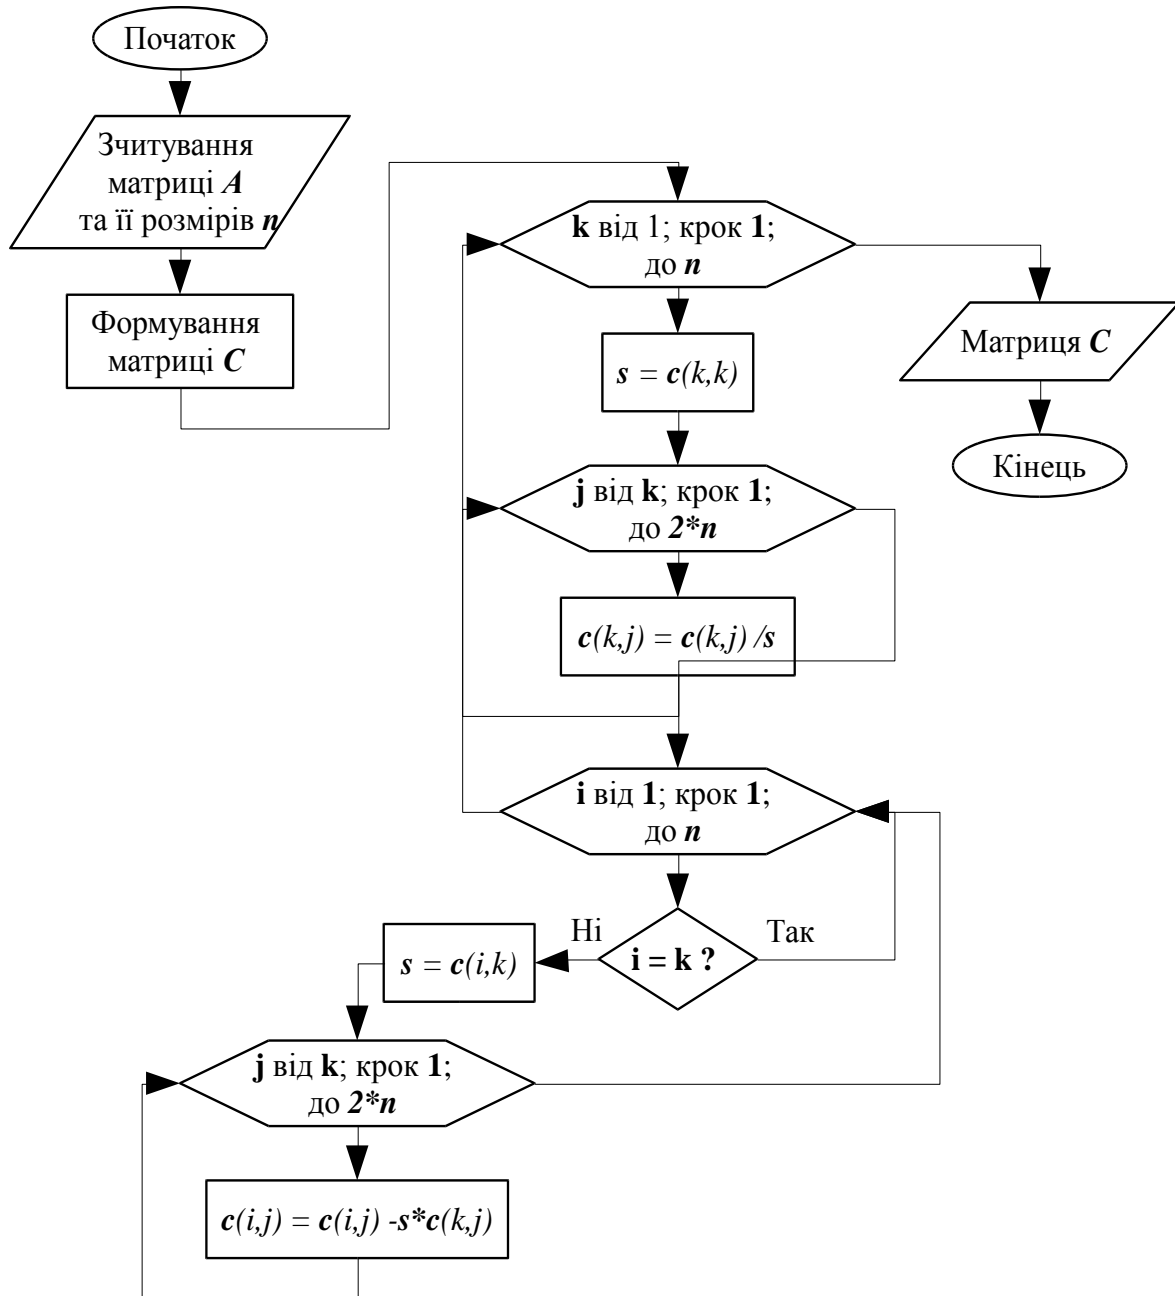 Початок
Зчитування
матриці A
та її розмірів n
Формування
матриці C
k від 1; крок 1;
до n
s = c(k,k)
Матриця C
Кінець
j від k; крок 1;
до 2*n
c(k,j) = c(k,j) /s
i від 1; крок 1;
до n
i = k ?
Ні
Так
s = c(i,k)
j від k; крок 1;
до 2*n
c(i,j) = c(i,j) -s*c(k,j)